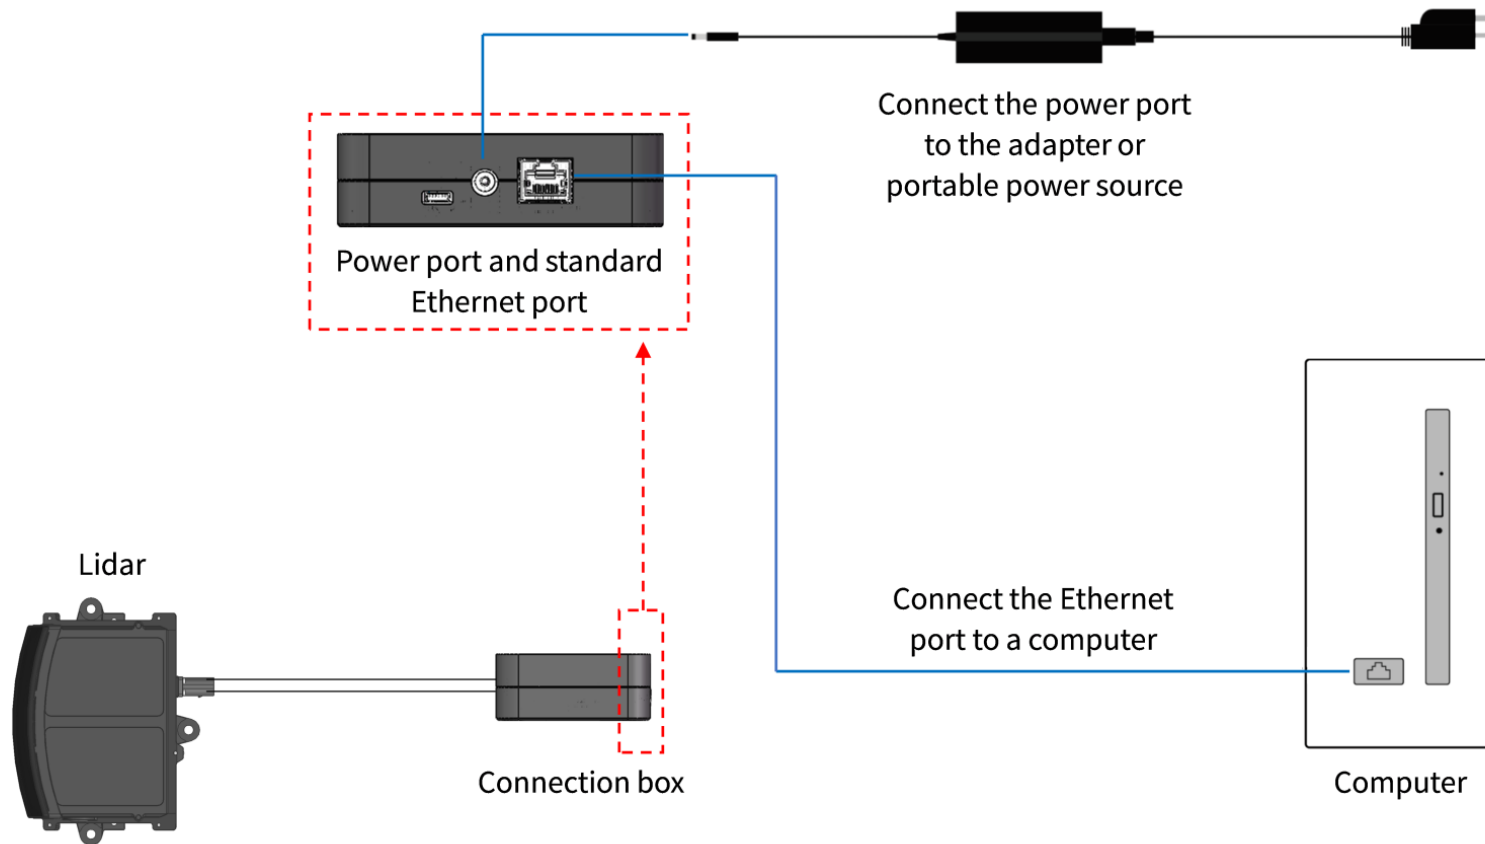 Connect the power port
to the adapter or
portable power source
Power port and standard
Ethernet port
Lidar
Connect the Ethernet
port to a computer
Connection box
Computer